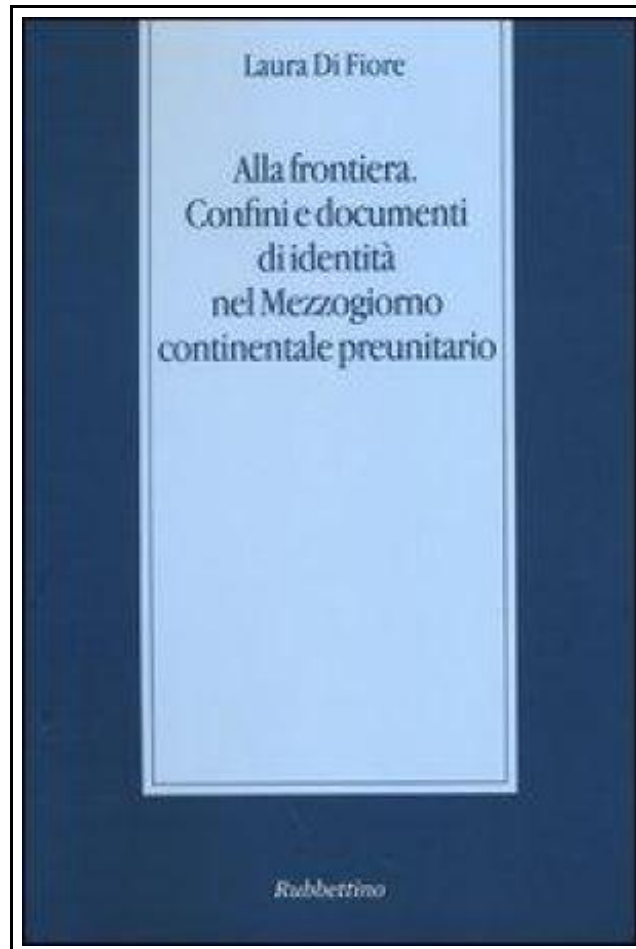 Laura Di Fiore
Alla frontiera.
Confini e documenti
di identità
nel Mezzogiorno
continentale preunitario
Rubbettino